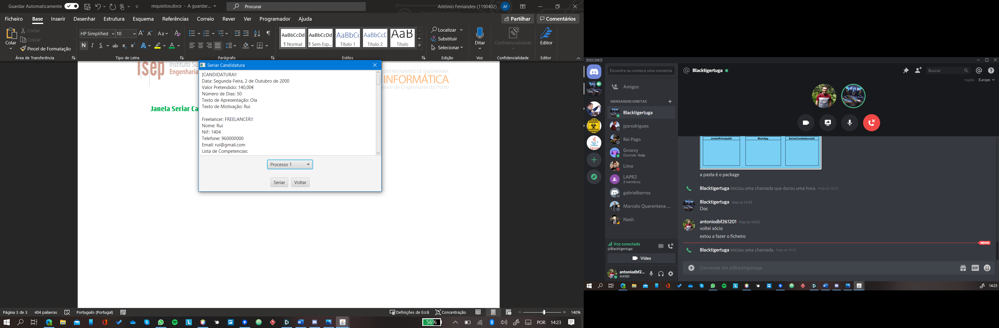 Guardar Automaticamente
requisitos.docx - A guardar...
Procurar
António Fernandes (1190402)
AF
Ficheiro
Base
Inserir
Desenhar
Estrutura
Esquema
Referências
Correio
Rever
Ver
Programador
Ajuda
Partilhar
Comentários
Colar
Cortar
Copiar
Pincel de Formatação
Área de Transferência
HP Simplified
10
N I S ab x₂ x²
Aa
Tipo de Letra
Parágrafo
AaBbCcDd
¶ Normal
AaBbCcDd
¶ Sem Esp...
AaBbC(
Título 1
AaBbCcE
Título 2
AaB
Título
Estilos
Localizar
Substituir
Selecionar
Edição
Ditar
Voz
Confidencialidade
Confidencialidade
Editor
Editor
isep
Instituto Su
Engenharia
DEPARTAMENTO DE ENGENHARIA
INFORMÁTICA
erior de Engenharia do Porto
Janela Seriar Ca
Seriar Candidatura
[CANDIDATURA!!
Data: Segunda-Feira, 2 de Outubro de 2000
Valor Pretendido: 140,00€
Número de Dias: 50
Texto de Apresentação: Ola
Texto de Motivação: Rui
Freelancer: FREELANCER!!
Nome: Rui
NIF: 1404
Telefone: 960000000
Email: rui@gmail.com
Lista de Competencias:
Processo 1
Seriar
Voltar
Página 3 de 3
404 palavras
Português (Portugal)
Definições de Ecrã
Concentração
140%
56%
POR
14:23
DISCORD
Encontre ou comece uma conversa
Amigos
MENSAGENS DIRETAS
Blacktigertuga
jpsrodrigues
Rei Pago
Groovy
Ouvindo -help
Lima
LAPR2
3 membros
gabrielbarros
Marcelo Quarentena ...
Nash
WARNING
Java
Voz conectada
@Blacktigertuga
Vídeo
antoniodbf2...
#4981
Blacktigertuga
Buscar
região
Europe
JanelaPrincipalUI
MainApp
SeriarCandidaturasUI
a pasta é o package
Blacktigertuga iniciou uma chamada que durou uma hora. Hoje às 12:05
Blacktigertuga Hoje às 12:45
Doc
antoniodbf261201 Hoje às 14:02
voltei sócio
estou a fazer o ficheiro
NOVO
Blacktigertuga iniciou uma chamada. Hoje às 14:12
Conversar em @Blacktigertuga
GIF
14:23